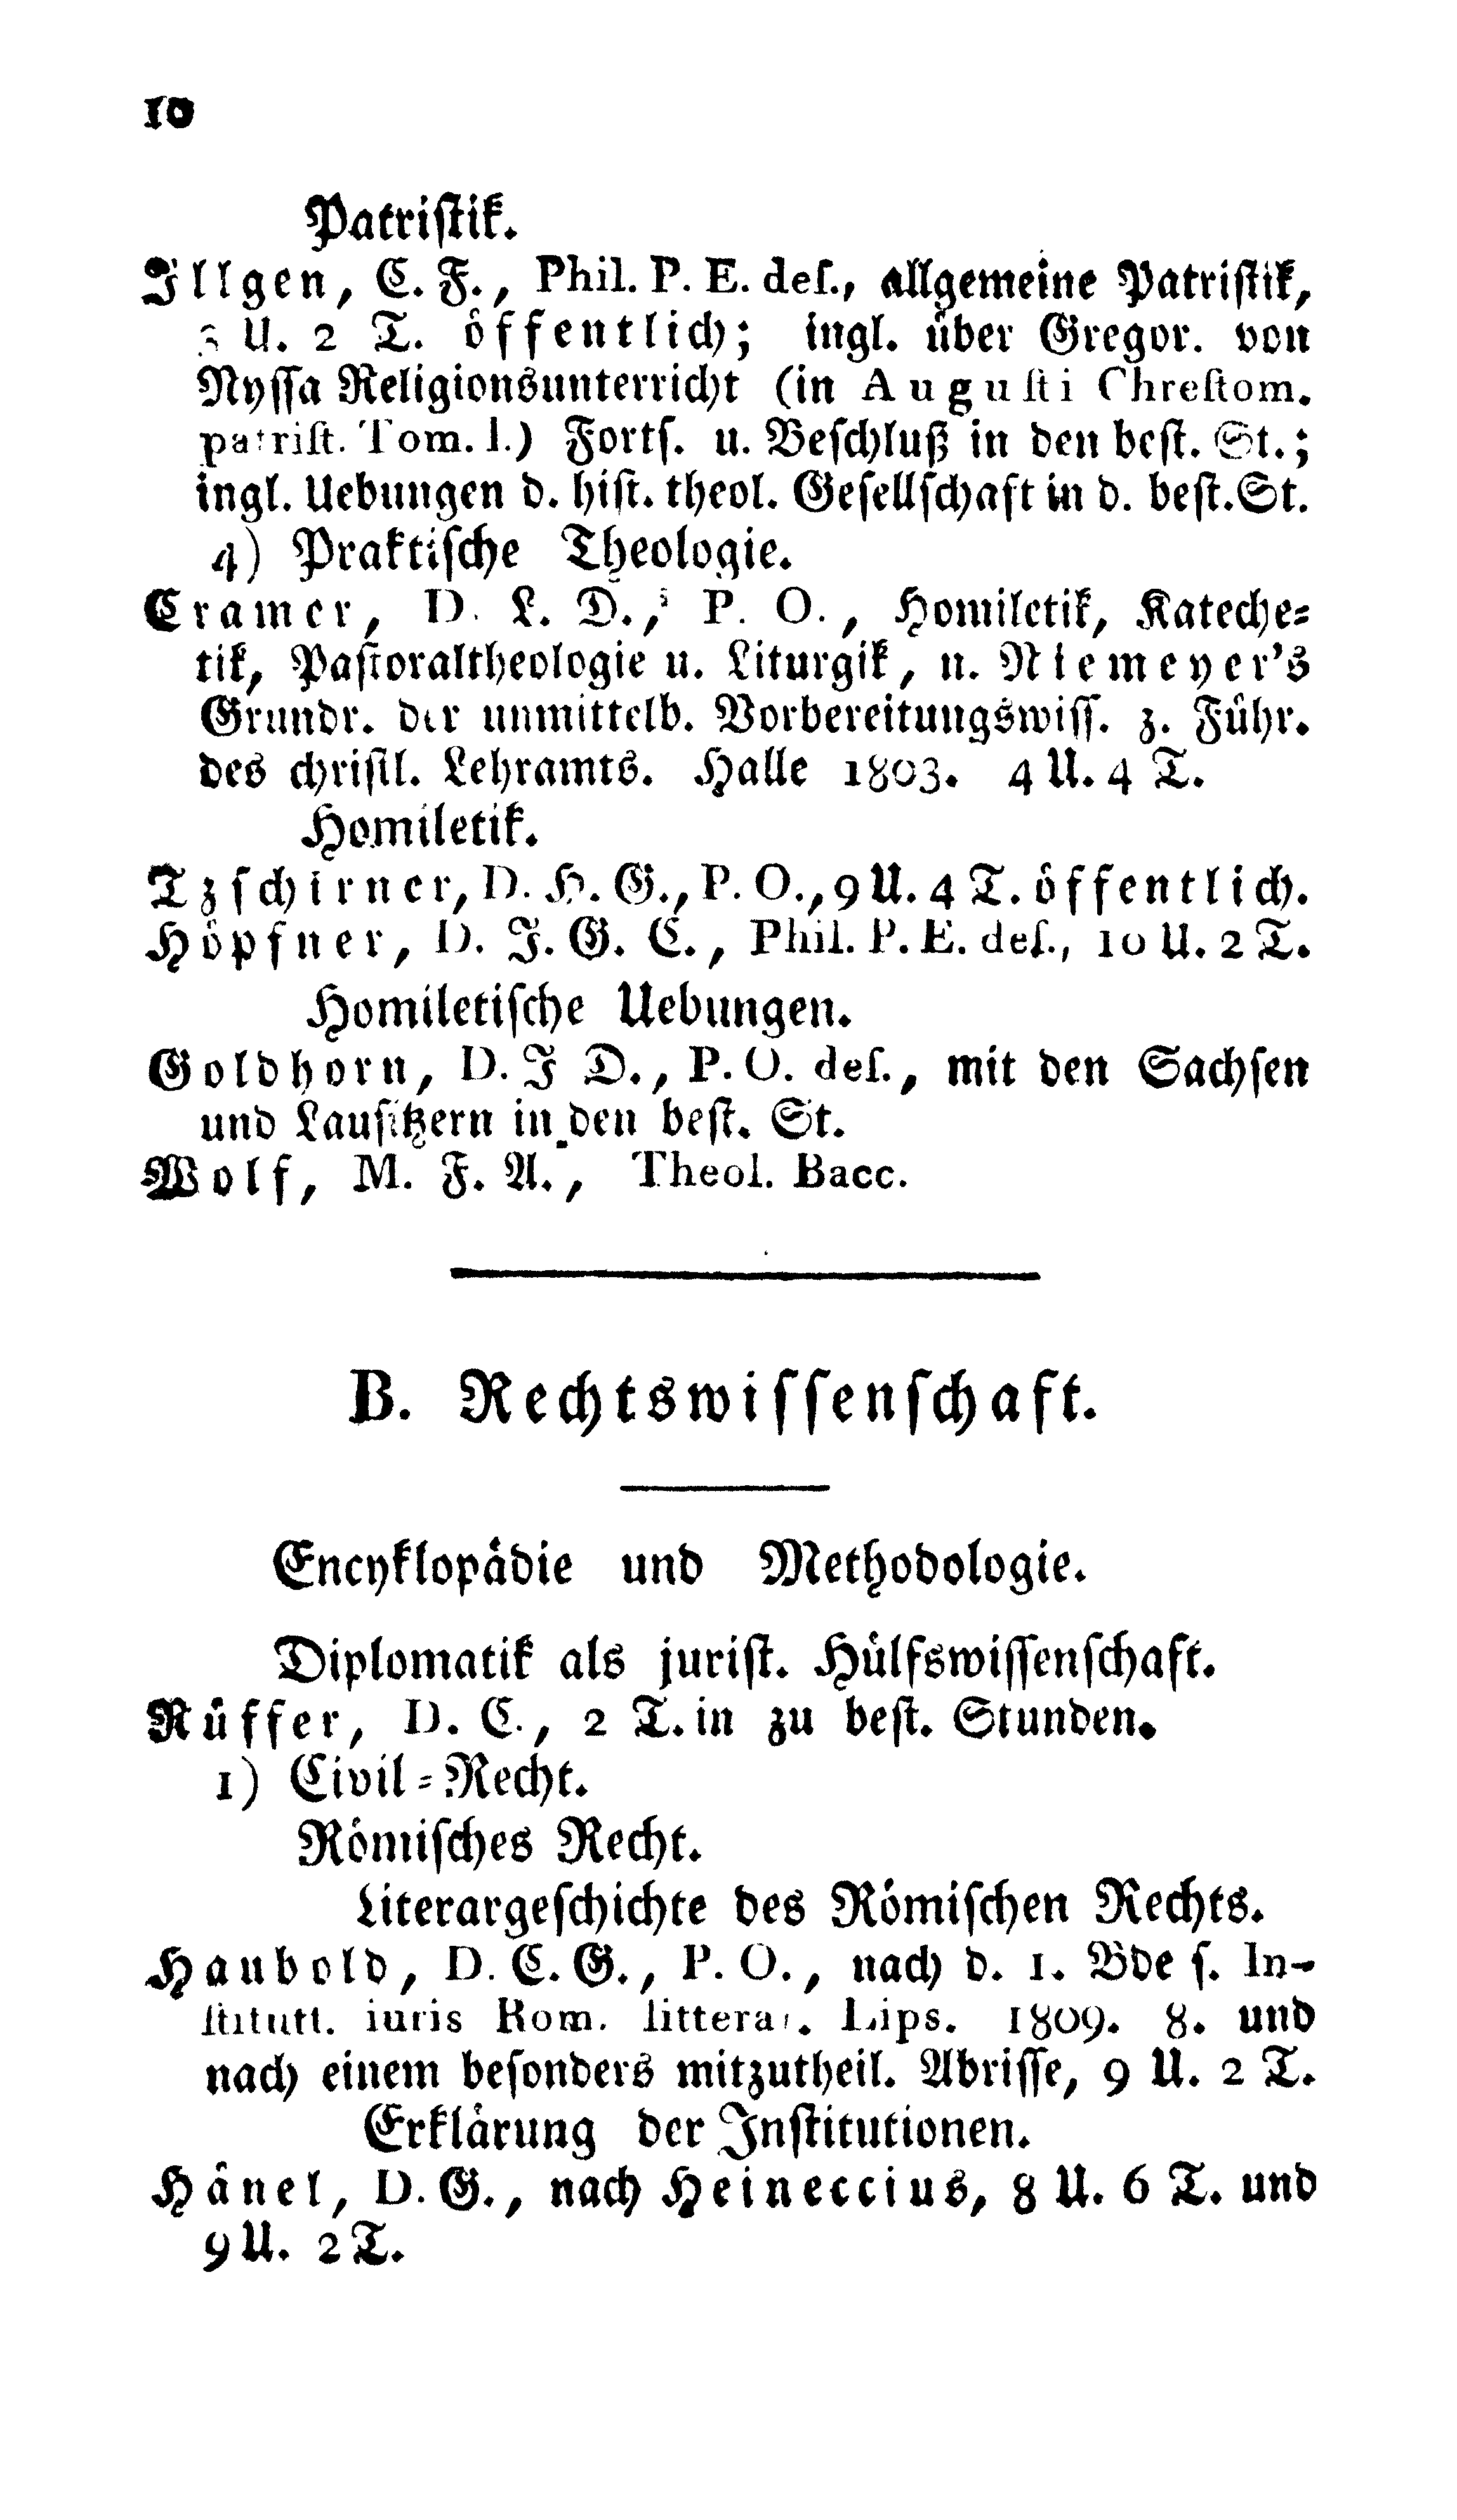 10
Patriſtik.
Illgen, C. F., Phil. P. E. deſ., allgemeine Patriſtik,
3 U. 2 T. öffentlich; ingl. über Gregor. von
Nyſſa Religionsunterricht (in Auguſti Chreſtom.
patriſt. Tom. I.) Fortſ. u. Beſchluß in den beſt. St.;
ingl. Uebungen d. hiſt. theol. Geſellſchaft in d. beſt. St.
4) Praktiſche Theologie.
Cramer, D. L. D., P. O., Homiletik, Kateche=
tik, Paſtoraltheologie u. Liturgik, n. Niemeyer's
Grundr. der unmittelb. Vorbereitungswiſſ. z. Führ.
des chriſtl. Lehramts. Halle 1803. 4 U. 4 T.
Homiletik.
Tzſchirner, D. H. G., P. O., 9 U. 4 T. öffentlich.
Höpfner, D. J. G. C., Phil. P. E. deſ., 10 U. 2 T.
Homiletiſche Uebungen.
Goldhorn, D. J D., P. O. deſ., mit den Sachſen
und Lauſitzern in den beſt. St.
Wolf, M. F. A., Theol. Bacc.
B. Rechtswiſſenſchaft.
Encyklopädie und Methodologie.
Diplomatik als juriſt. Hülfswiſſenſchaft.
Rüffer, D. C., 2 T. in zu beſt. Stunden.
1) Civil=Recht.
Römiſches Recht.
Literargeſchichte des Römiſchen Rechts.
Haubold, D. C. G., P. O., nach d. 1. Bde ſ. In-
ſtitutt. iuris Rom. litterar. Lips. 1809. 8. und
nach einem beſonders mitzutheil. Abriſſe, 9 U. 2 T.
Erklärung der Inſtitutionen.
Hänel, D. G., nach Heineccius, 8 U. 6 T. und
9 U. 2 T.